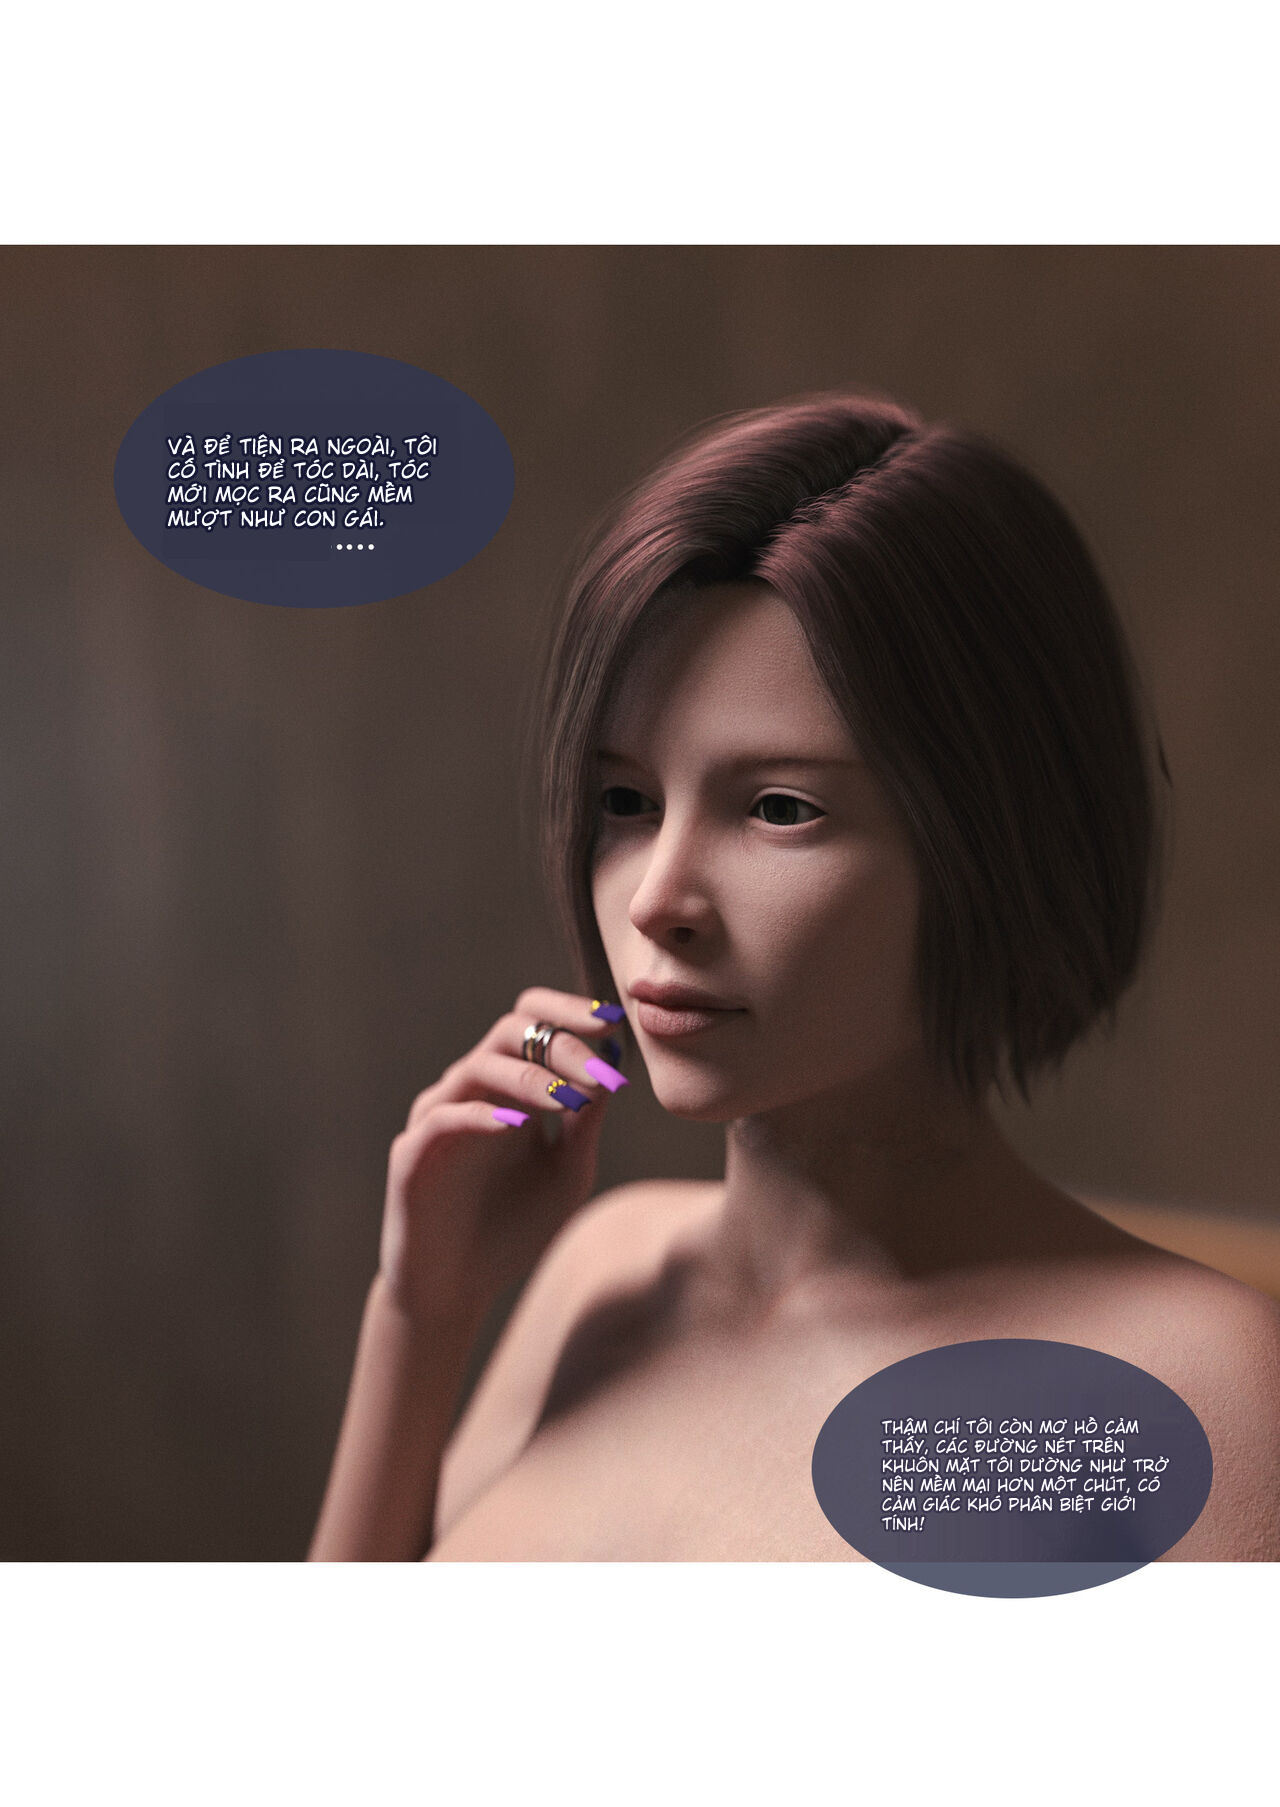 VÀ ĐỂ TIỆN RA NGOÀI, TÔI
CỐ TÌNH ĐỂ TÓC DÀI, TÓC
MỚI MỌC RA CŨNG MỀM
MƯỢT NHƯ CON GÁI.
....
THẬM CHÍ TÔI CÒN MƠ HỒ CẢM
THẤY, CÁC ĐƯỜNG NÉT TRÊN
KHUÔN MẶT TÔI DƯỜNG NHƯ TRỞ
NÊN MỀM MẠI HƠN MỘT CHÚT, CÓ
CẢM GIÁC KHÓ PHÂN BIỆT GIỚI
TÍNH!